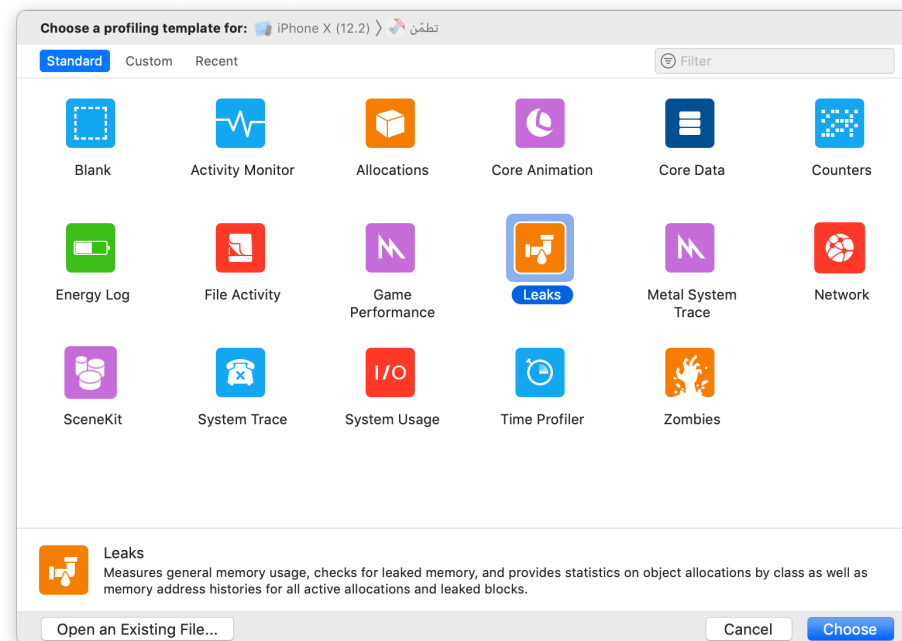 Choose a profiling template for: iPhone X (12.2) 〉 تطمّن
Standard Custom Recent Filter
Blank Activity Monitor Allocations Core Animation Core Data Counters
Energy Log File Activity Game Performance Leaks Metal System Trace Network
SceneKit System Trace I/O System Usage Time Profiler Zombies
Leaks
Measures general memory usage, checks for leaked memory, and provides statistics on object allocations by class as well as
memory address histories for all active allocations and leaked blocks.
Open an Existing File... Cancel Choose